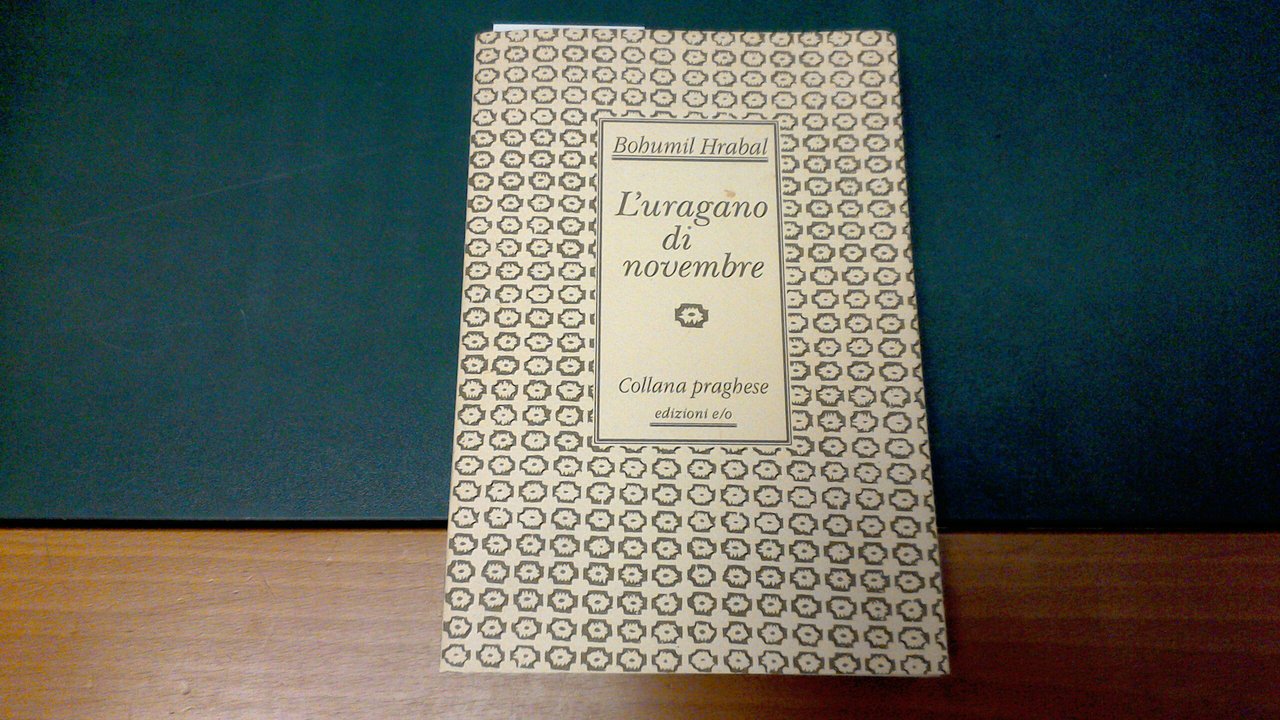 Bohumil Hrabal
L'uragano
di
novembre
Collana praghese
edizioni e/o